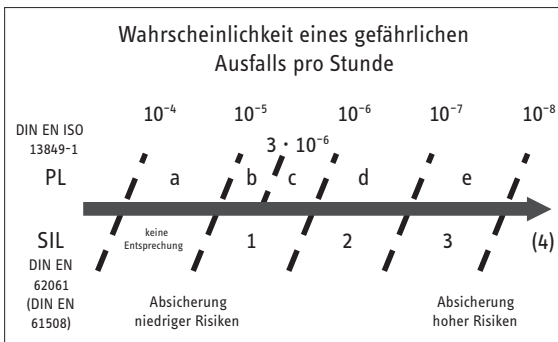 Wahrscheinlichkeit eines gefährlichen
Ausfalls pro Stunde
10⁻⁴ 10⁻⁵ 10⁻⁶ 10⁻⁷ 10⁻⁸
DIN EN ISO
13849-1
3 · 10⁻⁶
PL a b c d e
SIL keine
Entsprechung 1 2 3 (4)
DIN EN
62061
(DIN EN
61508)
Absicherung
niedriger Risiken
Absicherung
hoher Risiken